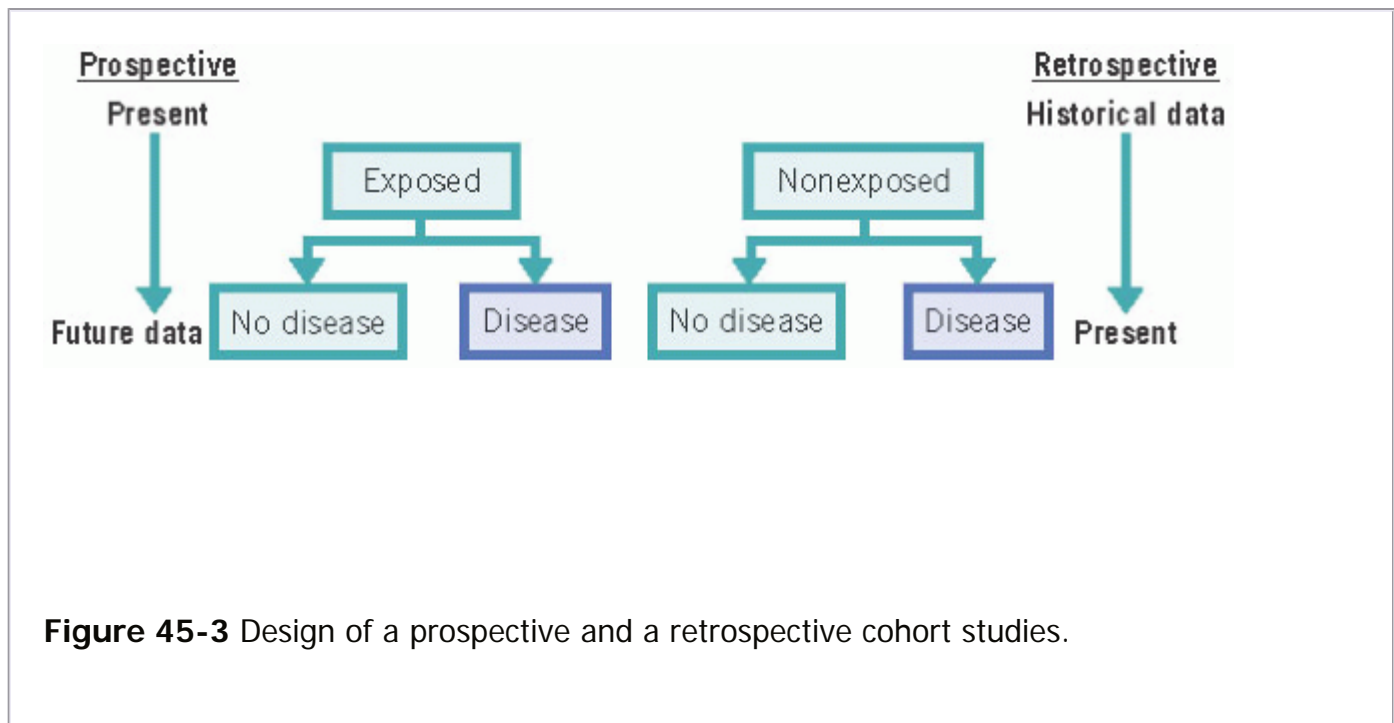 Prospective
Retrospective
Present
Historical data
Exposed
Nonexposed
Future data
No disease
Disease
No disease
Disease
Present
Figure 45-3 Design of a prospective and a retrospective cohort studies.